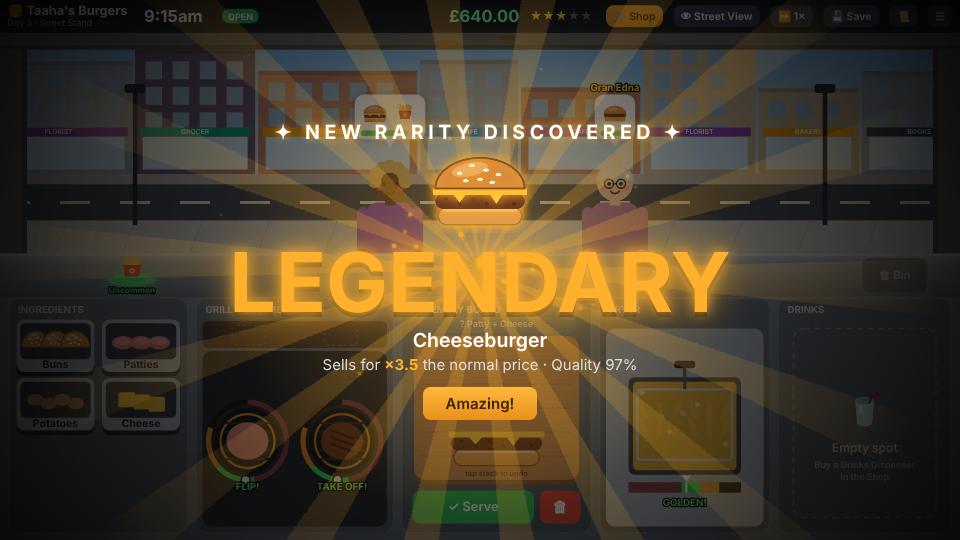 Taaha's Burgers
Day 3 · Street Stand
9:15am
OPEN
£640.00
★★★★★
Shop
Street View
1×
Save
Gran Edna
FLORIST
GROCER
FLORIST
BAKERY
BOOKS
✦ NEW RARITY DISCOVERED ✦
LEGENDARY
Uncommon
Bin
INGREDIENTS
? Patty + Cheese
DRINKS
Cheeseburger
Sells for ×3.5 the normal price · Quality 97%
Amazing!
Buns
Patties
Potatoes
Cheese
FLIP!
TAKE OFF!
tap stack to undo
✓ Serve
GOLDEN!
Empty spot
Buy a Drinks Dispenser
in the Shop